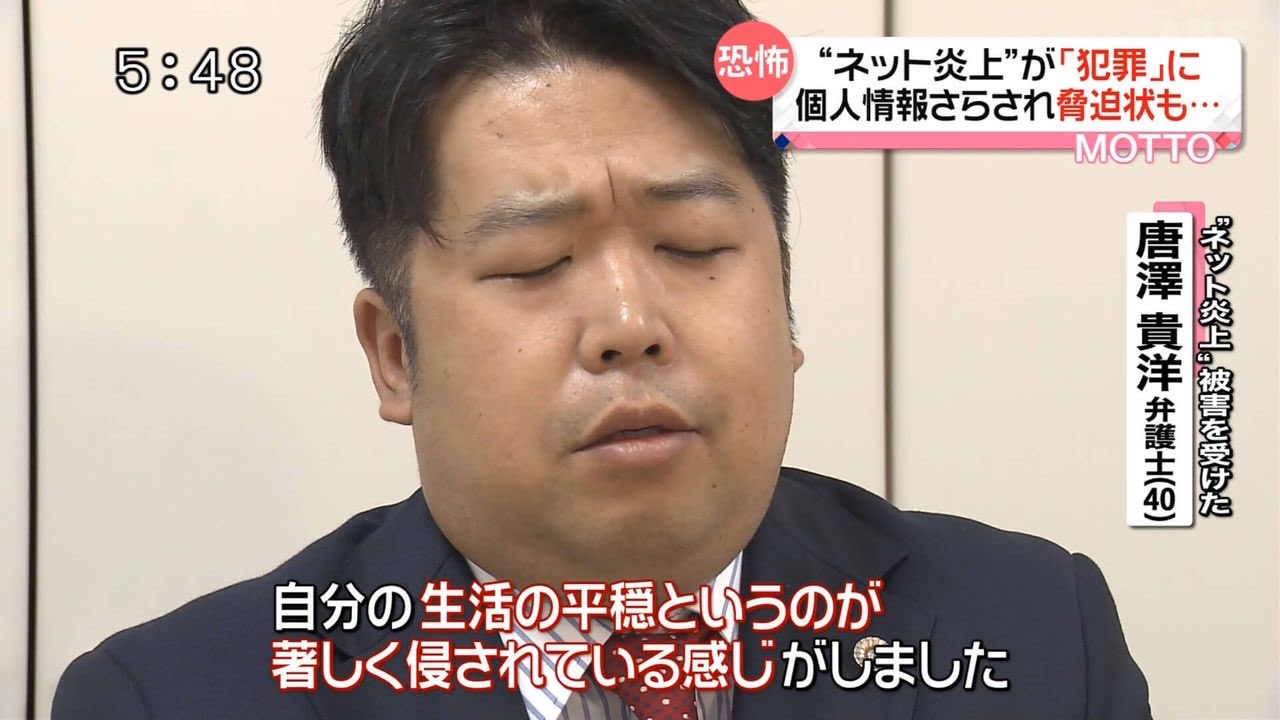 5:48
恐怖
“ネット炎上”が「犯罪」に
個人情報さらされ脅迫状も…
MOTTO
“ネット炎上”被害を受けた
唐澤 貴洋 弁護士(40)
自分の生活の平穏というのが
著しく侵されている感じがしました